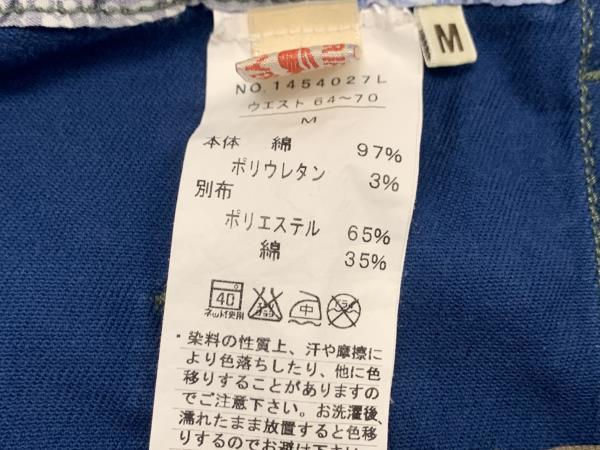 M
NO.1454027L
ウエスト 64～70
M
本体 綿 97%
ポリウレタン 3%
別布
ポリエステル 65%
綿 35%
40
ネット使用
中
ドライ
・染料の性質上、汗や摩擦に
より色落ちしたり、他に色
移りすることがありますの
でご注意下さい。お洗濯後、
濡れたまま放置すると色移
りするのでお避け下さい